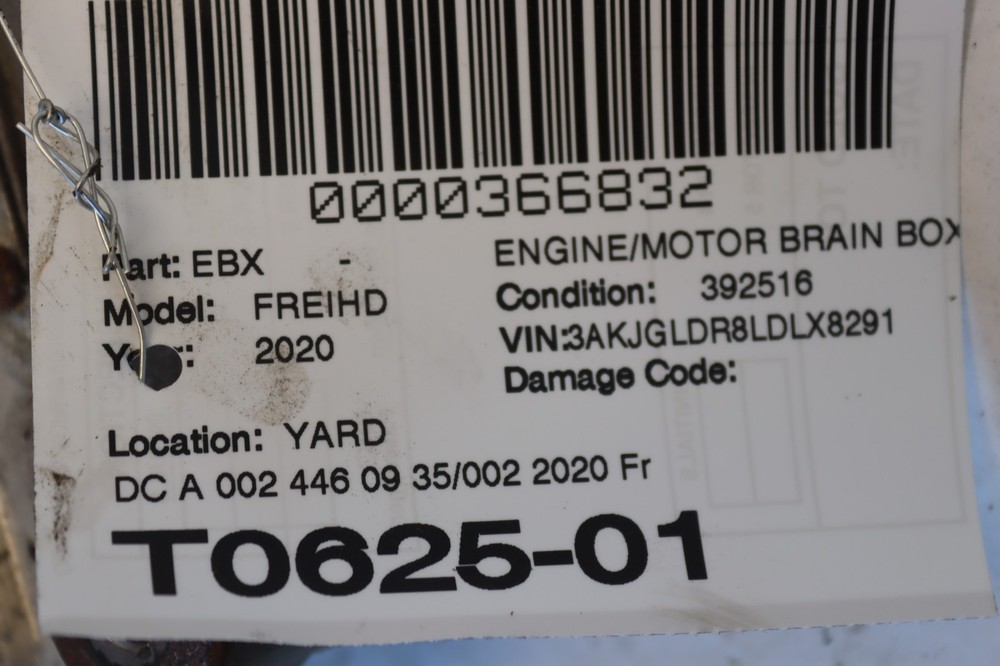 0000366832
Part: EBX - ENGINE/MOTOR BRAIN BOX
Model: FREIHD Condition: 392516
Year: 2020 VIN:3AKJGLDR8LDLX8291
Damage Code:
Location: YARD
DC A 002 446 09 35/002 2020 Fr
T0625-01